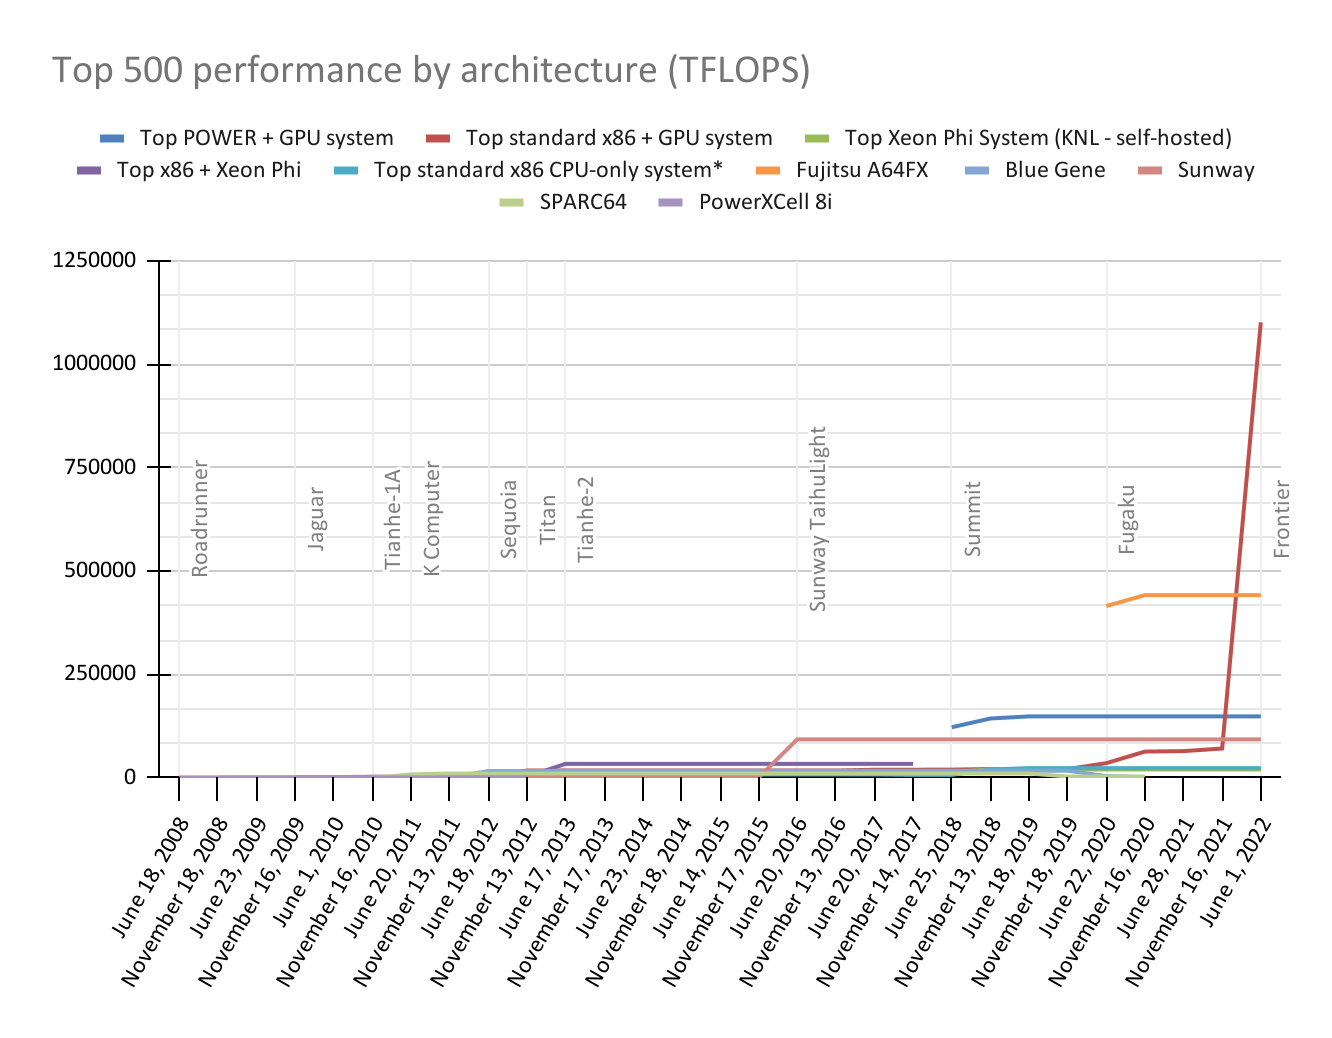 Top 500 performance by architecture (TFLOPS)
Top POWER + GPU system
Top standard x86 + GPU system
Top Xeon Phi System (KNL - self-hosted)
Top x86 + Xeon Phi
Top standard x86 CPU-only system*
Fujitsu A64FX
Blue Gene
Sunway
SPARC64
PowerXCell 8i
1250000
1000000
750000
500000
250000
0
Roadrunner
Jaguar
Tianhe-1A
K Computer
Sequoia
Titan
Tianhe-2
Sunway TaihuLight
Summit
Fugaku
Frontier
June 18, 2008
November 18, 2008
June 23, 2009
November 16, 2009
June 1, 2010
November 16, 2010
June 20, 2011
November 13, 2011
June 18, 2012
November 13, 2012
June 17, 2013
November 17, 2013
June 23, 2014
November 18, 2014
June 14, 2015
November 17, 2015
June 20, 2016
November 13, 2016
June 20, 2017
November 14, 2017
June 25, 2018
November 13, 2018
June 18, 2019
November 18, 2019
June 22, 2020
November 16, 2020
June 28, 2021
November 16, 2021
June 1, 2022